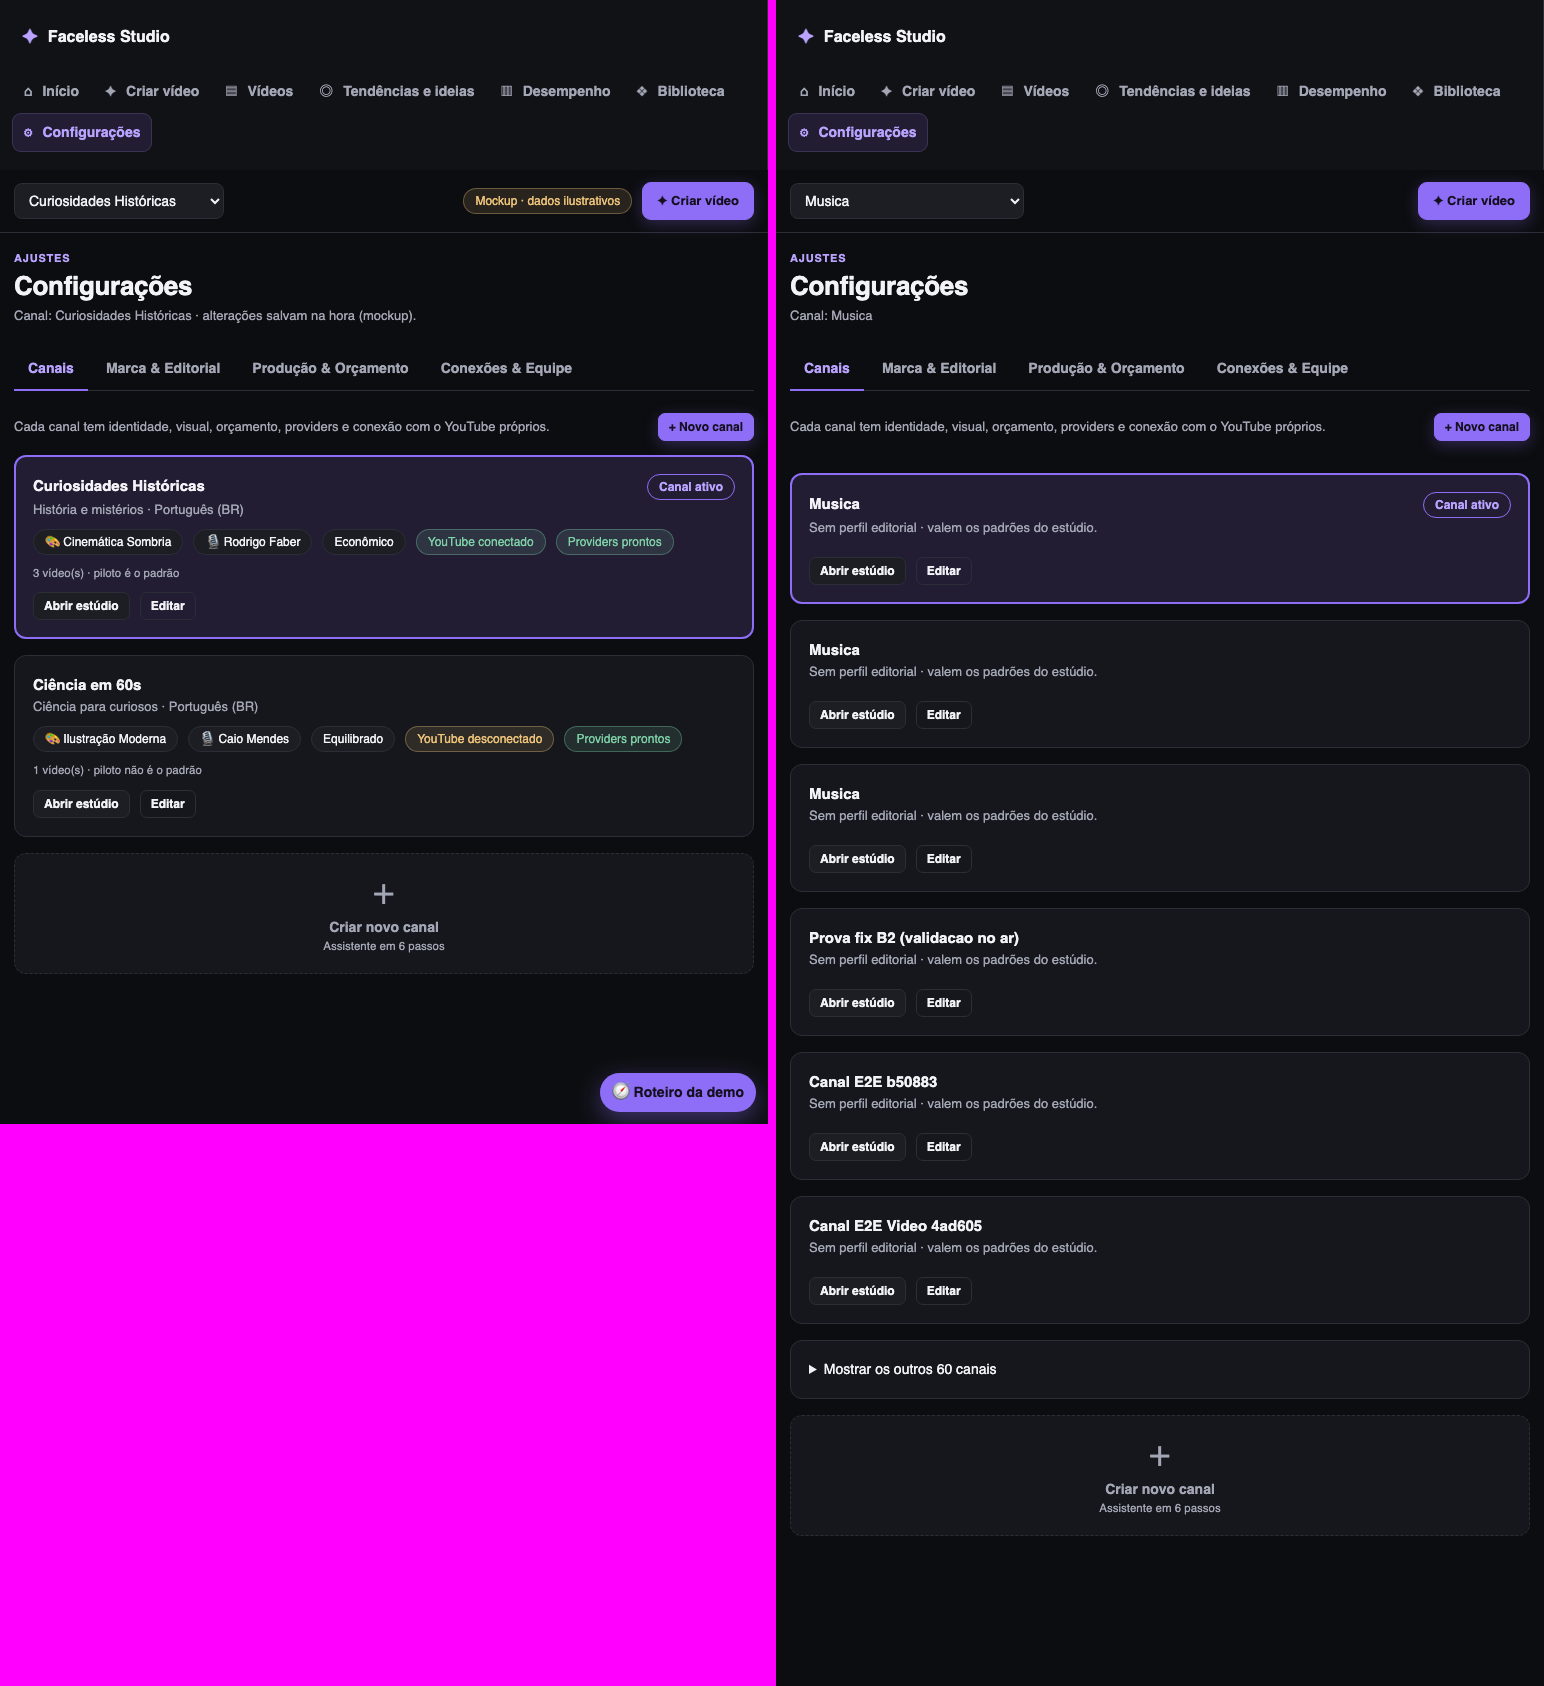 Faceless Studio
Início
Criar vídeo
Vídeos
Tendências e ideias
Desempenho
Biblioteca
Configurações
Curiosidades Históricas
Mockup · dados ilustrativos
✦ Criar vídeo
AJUSTES
Configurações
Canal: Curiosidades Históricas · alterações salvam na hora (mockup).
Canais
Marca & Editorial
Produção & Orçamento
Conexões & Equipe
Cada canal tem identidade, visual, orçamento, providers e conexão com o YouTube próprios.
+ Novo canal
Curiosidades Históricas
Canal ativo
História e mistérios · Português (BR)
🎨 Cinemática Sombria
🎙️ Rodrigo Faber
Econômico
YouTube conectado
Providers prontos
3 vídeo(s) · piloto é o padrão
Abrir estúdio
Editar
Ciência em 60s
Ciência para curiosos · Português (BR)
🎨 Ilustração Moderna
🎙️ Caio Mendes
Equilibrado
YouTube desconectado
Providers prontos
1 vídeo(s) · piloto não é o padrão
Abrir estúdio
Editar
+
Criar novo canal
Assistente em 6 passos
🧭 Roteiro da demo
Faceless Studio
Início
Criar vídeo
Vídeos
Tendências e ideias
Desempenho
Biblioteca
Configurações
Musica
✦ Criar vídeo
AJUSTES
Configurações
Canal: Musica
Canais
Marca & Editorial
Produção & Orçamento
Conexões & Equipe
Cada canal tem identidade, visual, orçamento, providers e conexão com o YouTube próprios.
+ Novo canal
Musica
Canal ativo
Sem perfil editorial · valem os padrões do estúdio.
Abrir estúdio
Editar
Musica
Sem perfil editorial · valem os padrões do estúdio.
Abrir estúdio
Editar
Musica
Sem perfil editorial · valem os padrões do estúdio.
Abrir estúdio
Editar
Prova fix B2 (validacao no ar)
Sem perfil editorial · valem os padrões do estúdio.
Abrir estúdio
Editar
Canal E2E b50883
Sem perfil editorial · valem os padrões do estúdio.
Abrir estúdio
Editar
Canal E2E Video 4ad605
Sem perfil editorial · valem os padrões do estúdio.
Abrir estúdio
Editar
▶ Mostrar os outros 60 canais
+
Criar novo canal
Assistente em 6 passos